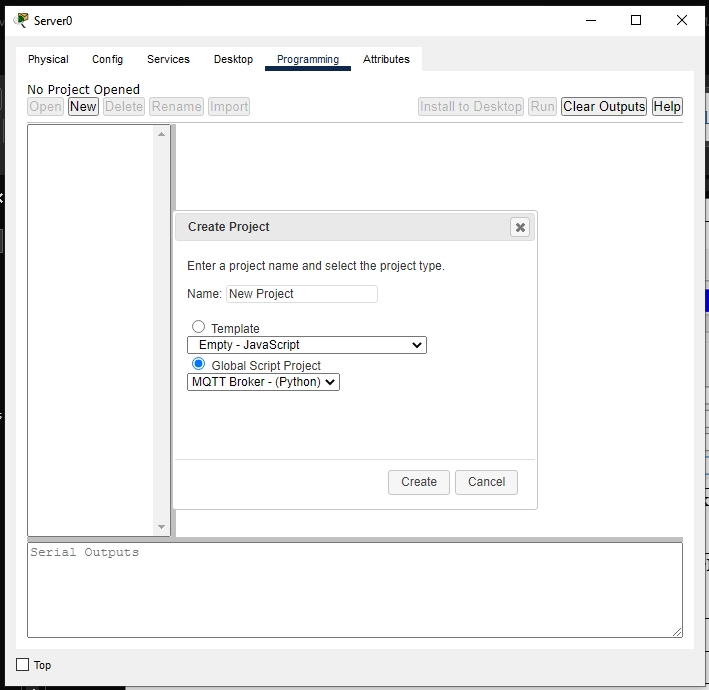 Server0
Physical Config Services Desktop Programming Attributes
No Project Opened
Open New Delete Rename Import Install to Desktop Run Clear Outputs Help
Create Project
Enter a project name and select the project type.
Name: New Project
Template
Empty - JavaScript
Global Script Project
MQTT Broker - (Python)
Create Cancel
Serial Outputs
Top